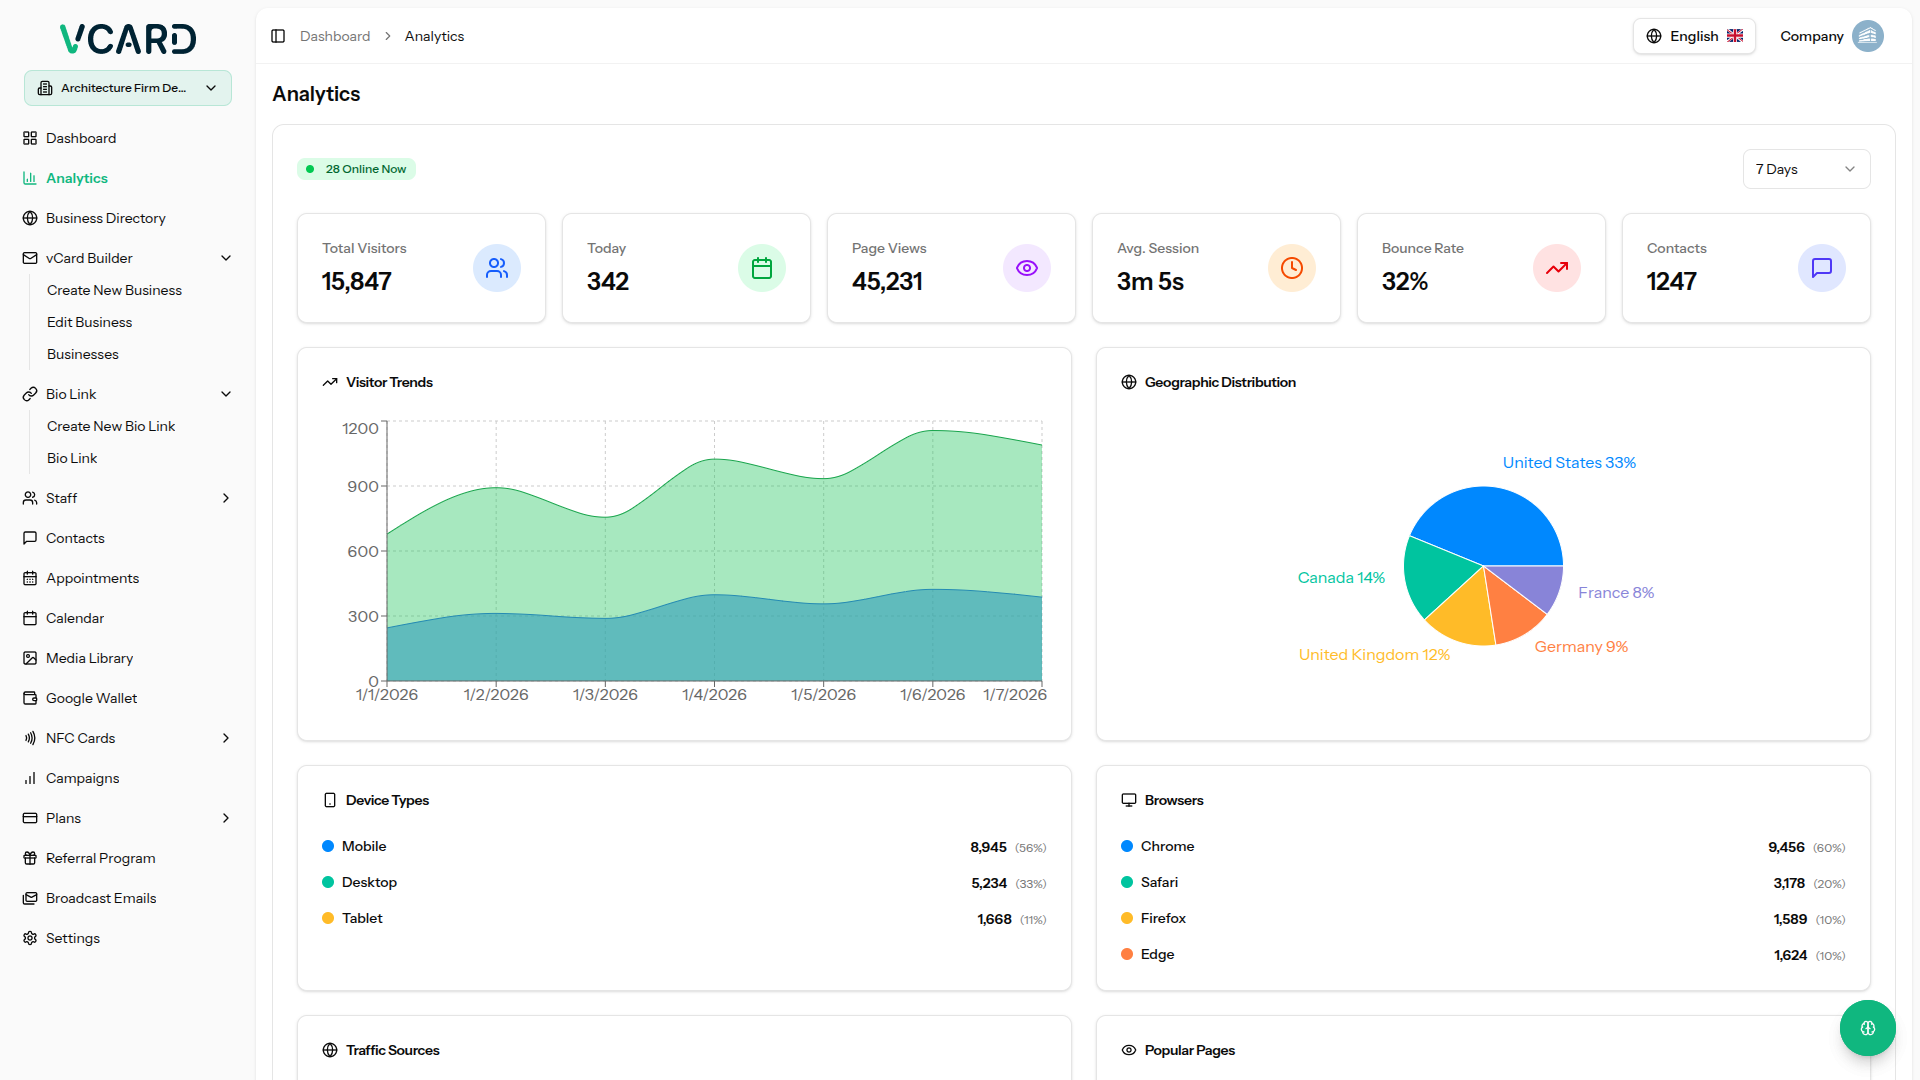 VCARD
Architecture Firm De...
Dashboard
Analytics
Business Directory
vCard Builder
Create New Business
Edit Business
Businesses
Bio Link
Create New Bio Link
Bio Link
Staff
Contacts
Appointments
Calendar
Media Library
Google Wallet
NFC Cards
Campaigns
Plans
Referral Program
Broadcast Emails
Settings
Dashboard > Analytics
English
Company
Analytics
28 Online Now
7 Days
Total Visitors
15,847
Today
342
Page Views
45,231
Avg. Session
3m 5s
Bounce Rate
32%
Contacts
1247
Visitor Trends
1200
900
600
300
0
1/1/2026 1/2/2026 1/3/2026 1/4/2026 1/5/2026 1/6/2026 1/7/2026
Geographic Distribution
United States 33%
Canada 14%
France 8%
Germany 9%
United Kingdom 12%
Device Types
Mobile 8,945 (56%)
Desktop 5,234 (33%)
Tablet 1,668 (11%)
Browsers
Chrome 9,456 (60%)
Safari 3,178 (20%)
Firefox 1,589 (10%)
Edge 1,624 (10%)
Traffic Sources
Popular Pages